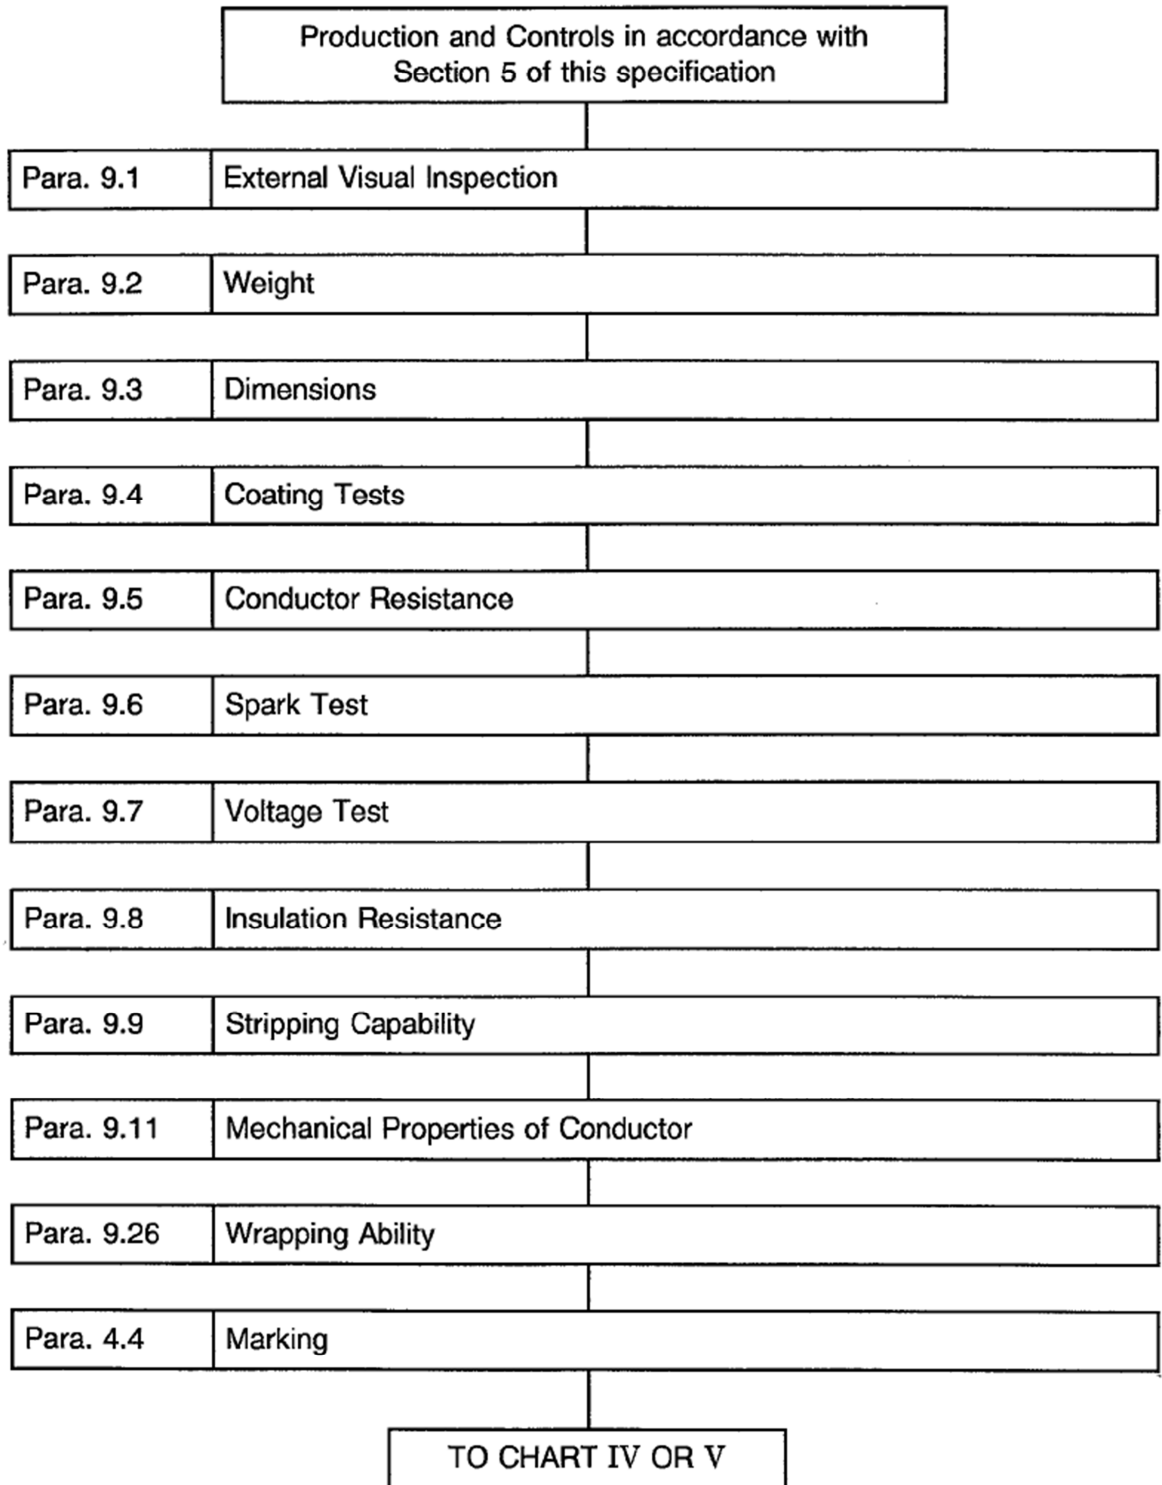 Production and Controls in accordance with
Section 5 of this specification
Para. 9.1 External Visual Inspection
Para. 9.2 Weight
Para. 9.3 Dimensions
Para. 9.4 Coating Tests
Para. 9.5 Conductor Resistance
Para. 9.6 Spark Test
Para. 9.7 Voltage Test
Para. 9.8 Insulation Resistance
Para. 9.9 Stripping Capability
Para. 9.11 Mechanical Properties of Conductor
Para. 9.26 Wrapping Ability
Para. 4.4 Marking
TO CHART IV OR V